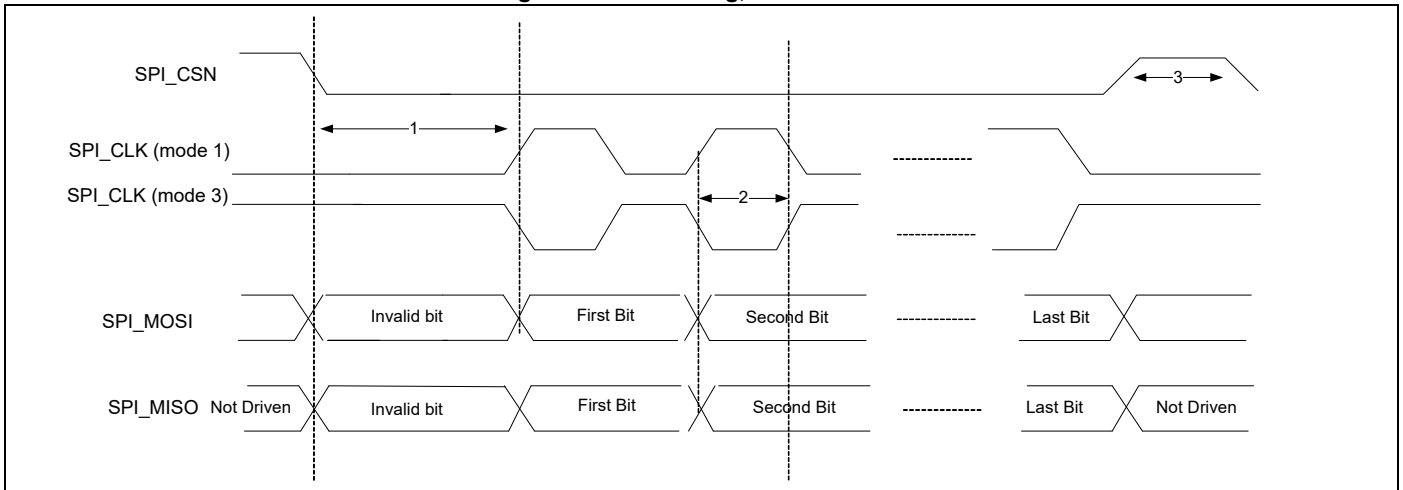 SPI_CSN
3
1
SPI_CLK (mode 1)
SPI_CLK (mode 3)
2
SPI_MOSI Invalid bit First Bit Second Bit Last Bit
SPI_MISO Not Driven Invalid bit First Bit Second Bit Last Bit Not Driven